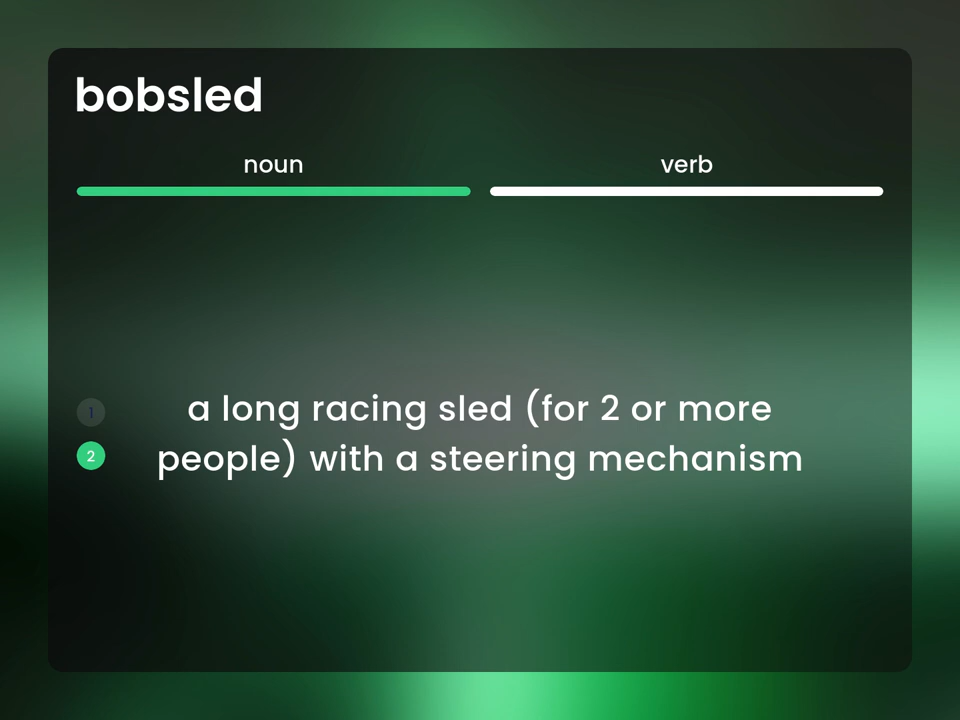 bobsled
noun
verb
1
a long racing sled (for 2 or more
2
people) with a steering mechanism